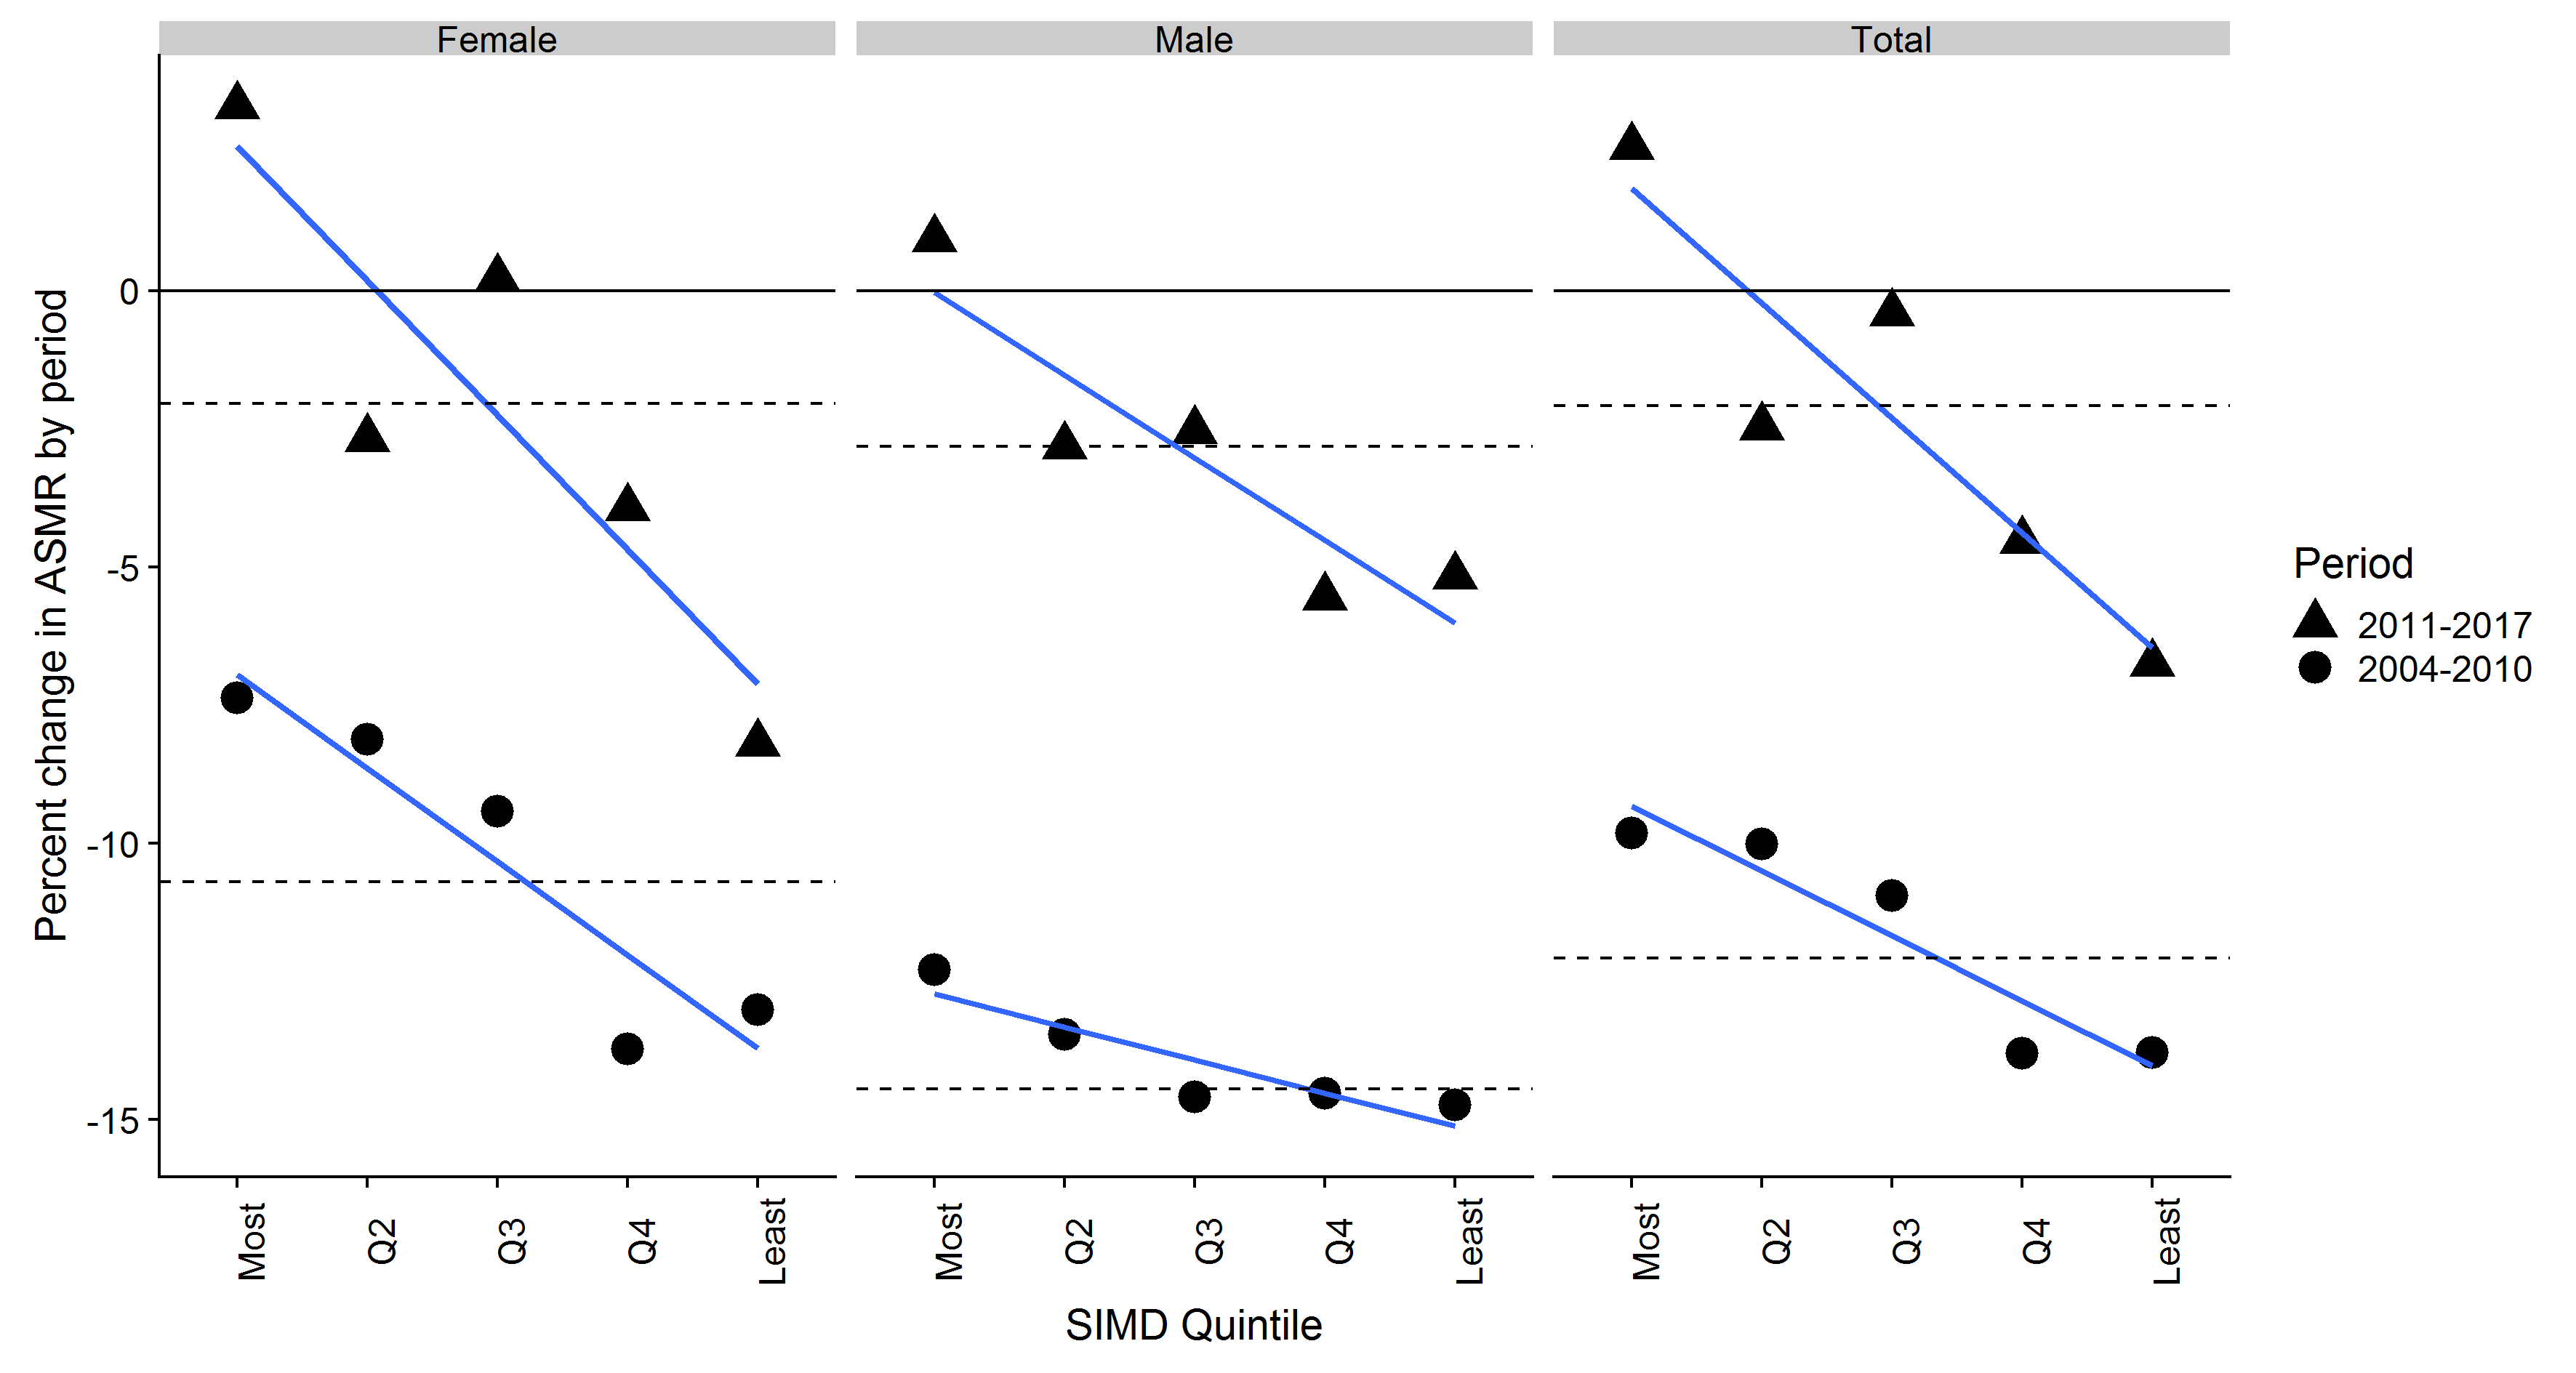 Female
Male
Total
Percent change in ASMR by period
0
-5
-10
-15
Most
Q2
Q3
Q4
Least
Most
Q2
Q3
Q4
Least
Most
Q2
Q3
Q4
Least
SIMD Quintile
Period
2011-2017
2004-2010